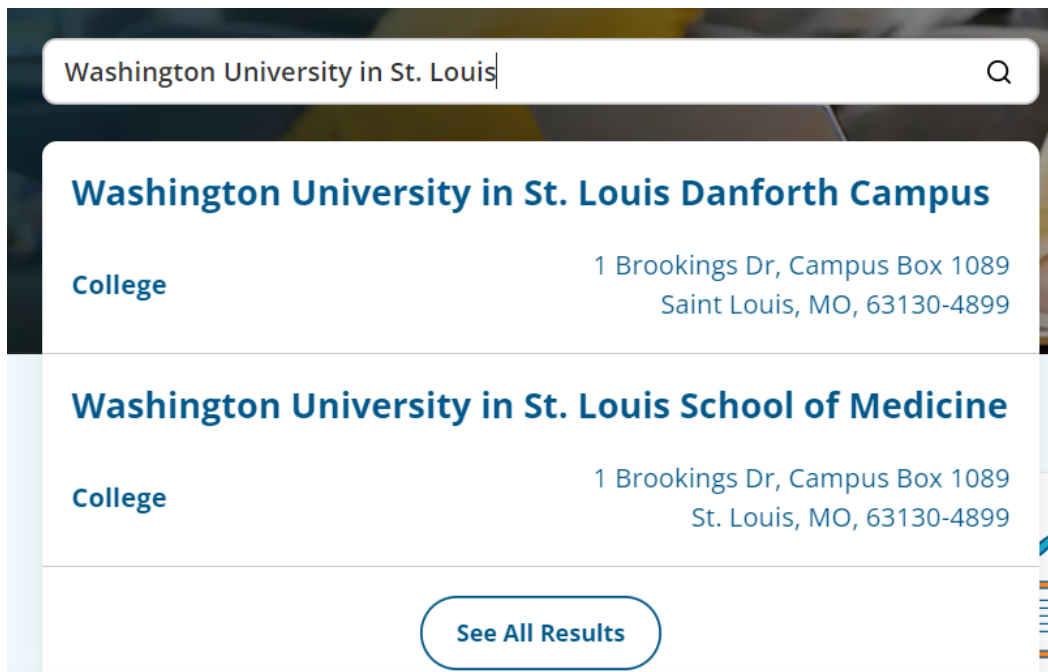 Washington University in St. Louis
Washington University in St. Louis Danforth Campus
College
1 Brookings Dr, Campus Box 1089
Saint Louis, MO, 63130-4899
Washington University in St. Louis School of Medicine
College
1 Brookings Dr, Campus Box 1089
St. Louis, MO, 63130-4899
See All Results